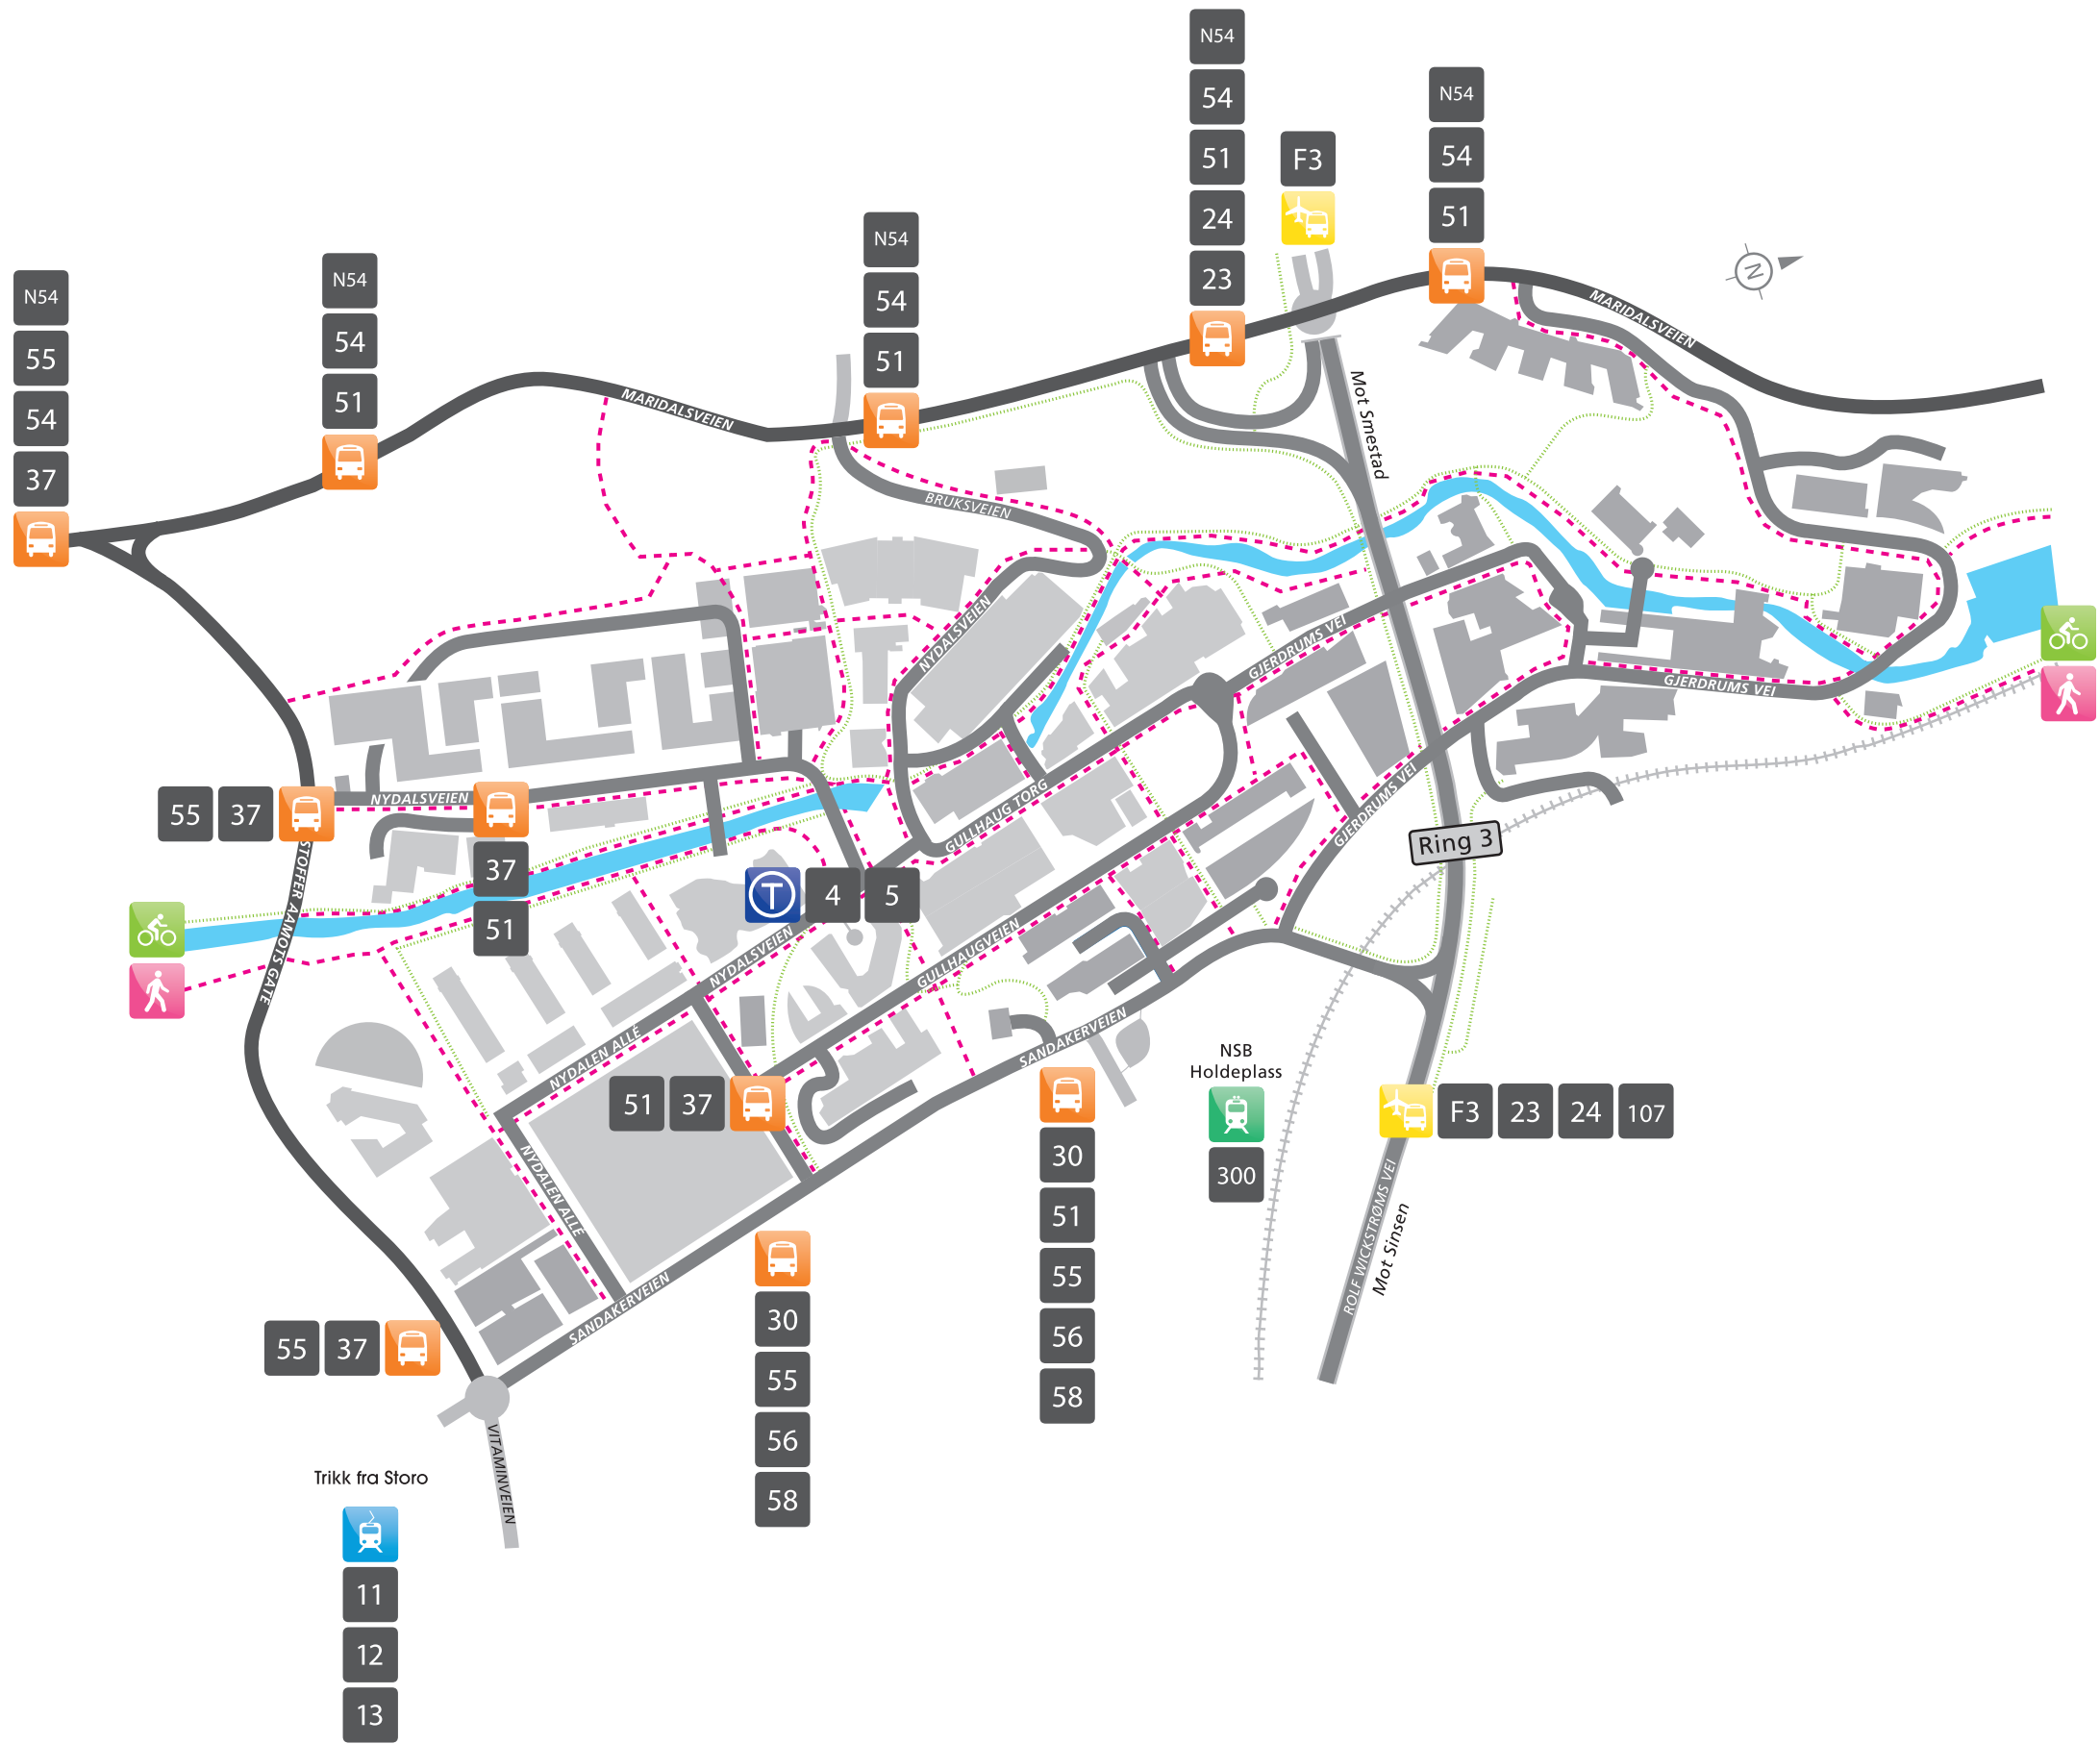 N54
54
51
24
23
F3
N54
54
51
N54
54
51
N54
54
51
N54
55
54
37
MARIDALSVEIEN
MARIDALSVEIEN
Mot Smestad
BRUKSVEIEN
NYDALSVEIEN
GJERDRUMS VEI
GJERDRUMS VEI
GJERDRUMS VEI
GULLHAUG TORG
Ring 3
55
37
NYDALSVEIEN
37
51
STOFFER AAMOTS GATE
T
4
5
NYDALSVEIEN
GULLHAUGVEIEN
SANDAKERVEIEN
NYDALEN ALLÉ
NYDALEN ALLÉ
51
37
NSB
Holdeplass
300
F3
23
24
107
30
51
55
56
58
ROLF WICKSTRØMS VEI
Mot Sinsen
SANDAKERVEIEN
30
55
56
58
55
37
VITAMINVEIEN
Trikk fra Storo
11
12
13
N